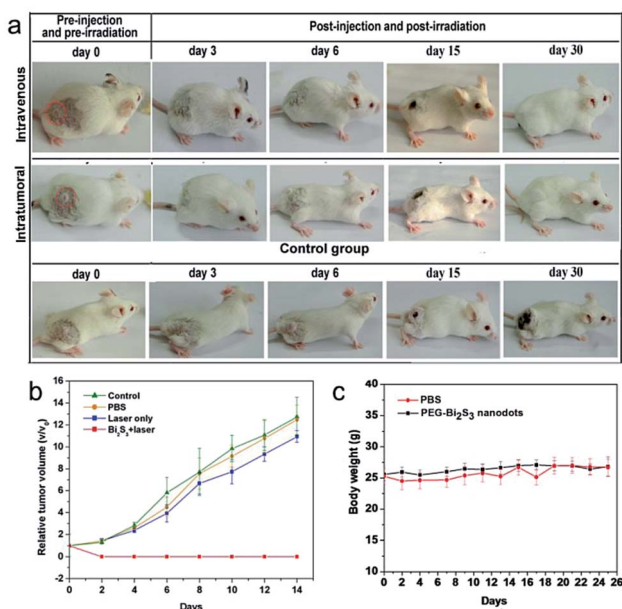 a
Pre-injection
and pre-irradiation
Post-injection and post-irradiation
day 0 day 3 day 6 day 15 day 30
Intravenous
Intratumoral
Control group
day 0 day 3 day 6 day 15 day 30
b
Relative tumor volume (v/v₀)
16
14
12
10
8
6
4
2
0
-2
Control
PBS
Laser only
Bi₂S₃+laser
0 2 4 6 8 10 12 14
Days
c
Body weight (g)
40
35
30
25
20
15
10
PBS
PEG-Bi₂S₃ nanodots
0 2 4 6 8 10 12 14 16 18 20 22 24 26
Days